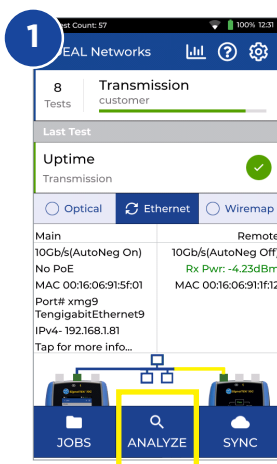 1
est Count: 57
100% 12:31
EAL Networks
8
Tests
Transmission
customer
Last Test
Uptime
Transmission
Optical
Ethernet
Wiremap
Main
Remote
10Gb/s(AutoNeg On)
10Gb/s(AutoNeg Off)
No PoE
Rx Pwr: -4.23dBm
MAC 00:16:06:91:5f:01
MAC 00:16:06:91:1f:12
Port# xmg9
TengigabitEthernet9
IPv4- 192.168.1.81
Tap for more info...
JOBS
ANALYZE
SYNC